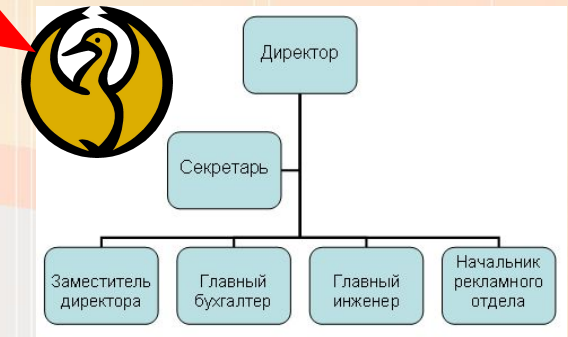 Директор
Секретарь
Заместитель
директора
Главный
бухгалтер
Главный
инженер
Начальник
рекламного
отдела